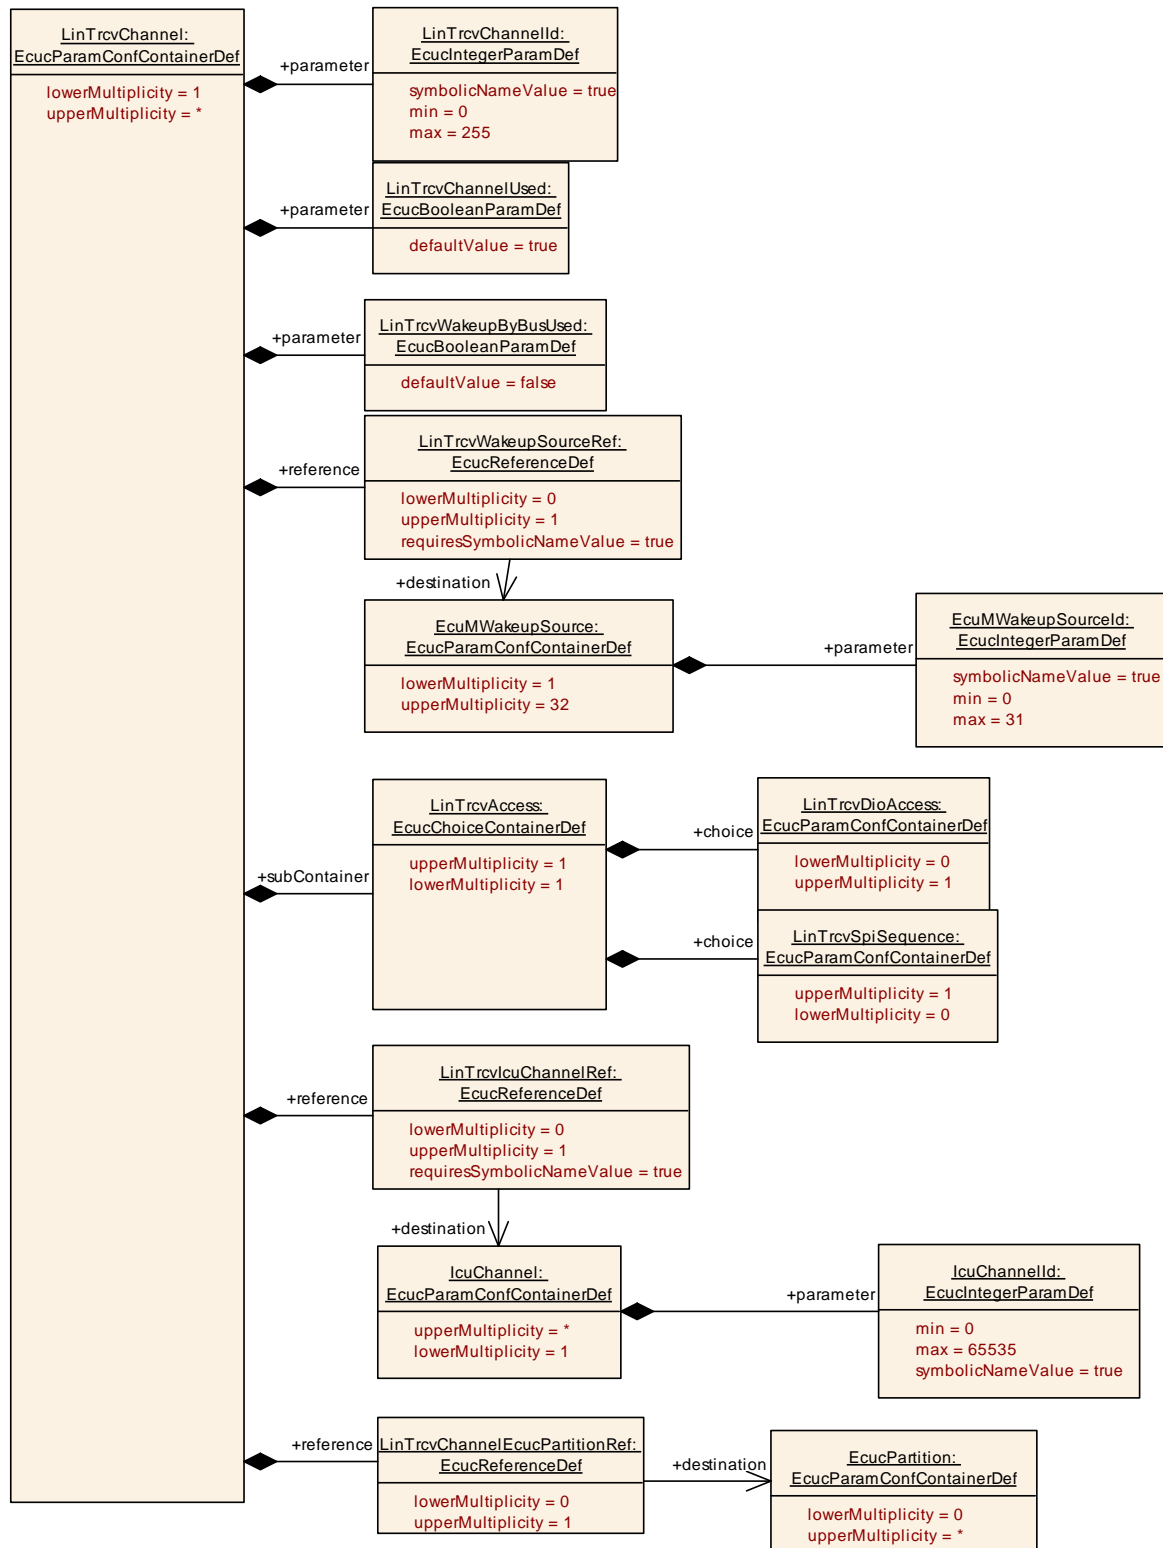 LinTrcvChannel:
EcucParamConfContainerDef
lowerMultiplicity = 1
upperMultiplicity = *
+parameter
LinTrcvChannelId:
EcucIntegerParamDef
symbolicNameValue = true
min = 0
max = 255
+parameter
LinTrcvChannelUsed:
EcucBooleanParamDef
defaultValue = true
+parameter
LinTrcvWakeupByBusUsed:
EcucBooleanParamDef
defaultValue = false
+reference
LinTrcvWakeupSourceRef:
EcucReferenceDef
lowerMultiplicity = 0
upperMultiplicity = 1
requiresSymbolicNameValue = true
+destination
EcuMWakeupSource:
EcucParamConfContainerDef
lowerMultiplicity = 1
upperMultiplicity = 32
+parameter
EcuMWakeupSourceId:
EcucIntegerParamDef
symbolicNameValue = true
min = 0
max = 31
+subContainer
LinTrcvAccess:
EcucChoiceContainerDef
upperMultiplicity = 1
lowerMultiplicity = 1
+choice
LinTrcvDioAccess:
EcucParamConfContainerDef
lowerMultiplicity = 0
upperMultiplicity = 1
+choice
LinTrcvSpiSequence:
EcucParamConfContainerDef
upperMultiplicity = 1
lowerMultiplicity = 0
+reference
LinTrcvIcuChannelRef:
EcucReferenceDef
lowerMultiplicity = 0
upperMultiplicity = 1
requiresSymbolicNameValue = true
+destination
IcuChannel:
EcucParamConfContainerDef
upperMultiplicity = *
lowerMultiplicity = 1
+parameter
IcuChannelId:
EcucIntegerParamDef
min = 0
max = 65535
symbolicNameValue = true
+reference
LinTrcvChannelEcucPartitionRef:
EcucReferenceDef
lowerMultiplicity = 0
upperMultiplicity = 1
+destination
EcucPartition:
EcucParamConfContainerDef
lowerMultiplicity = 0
upperMultiplicity = *